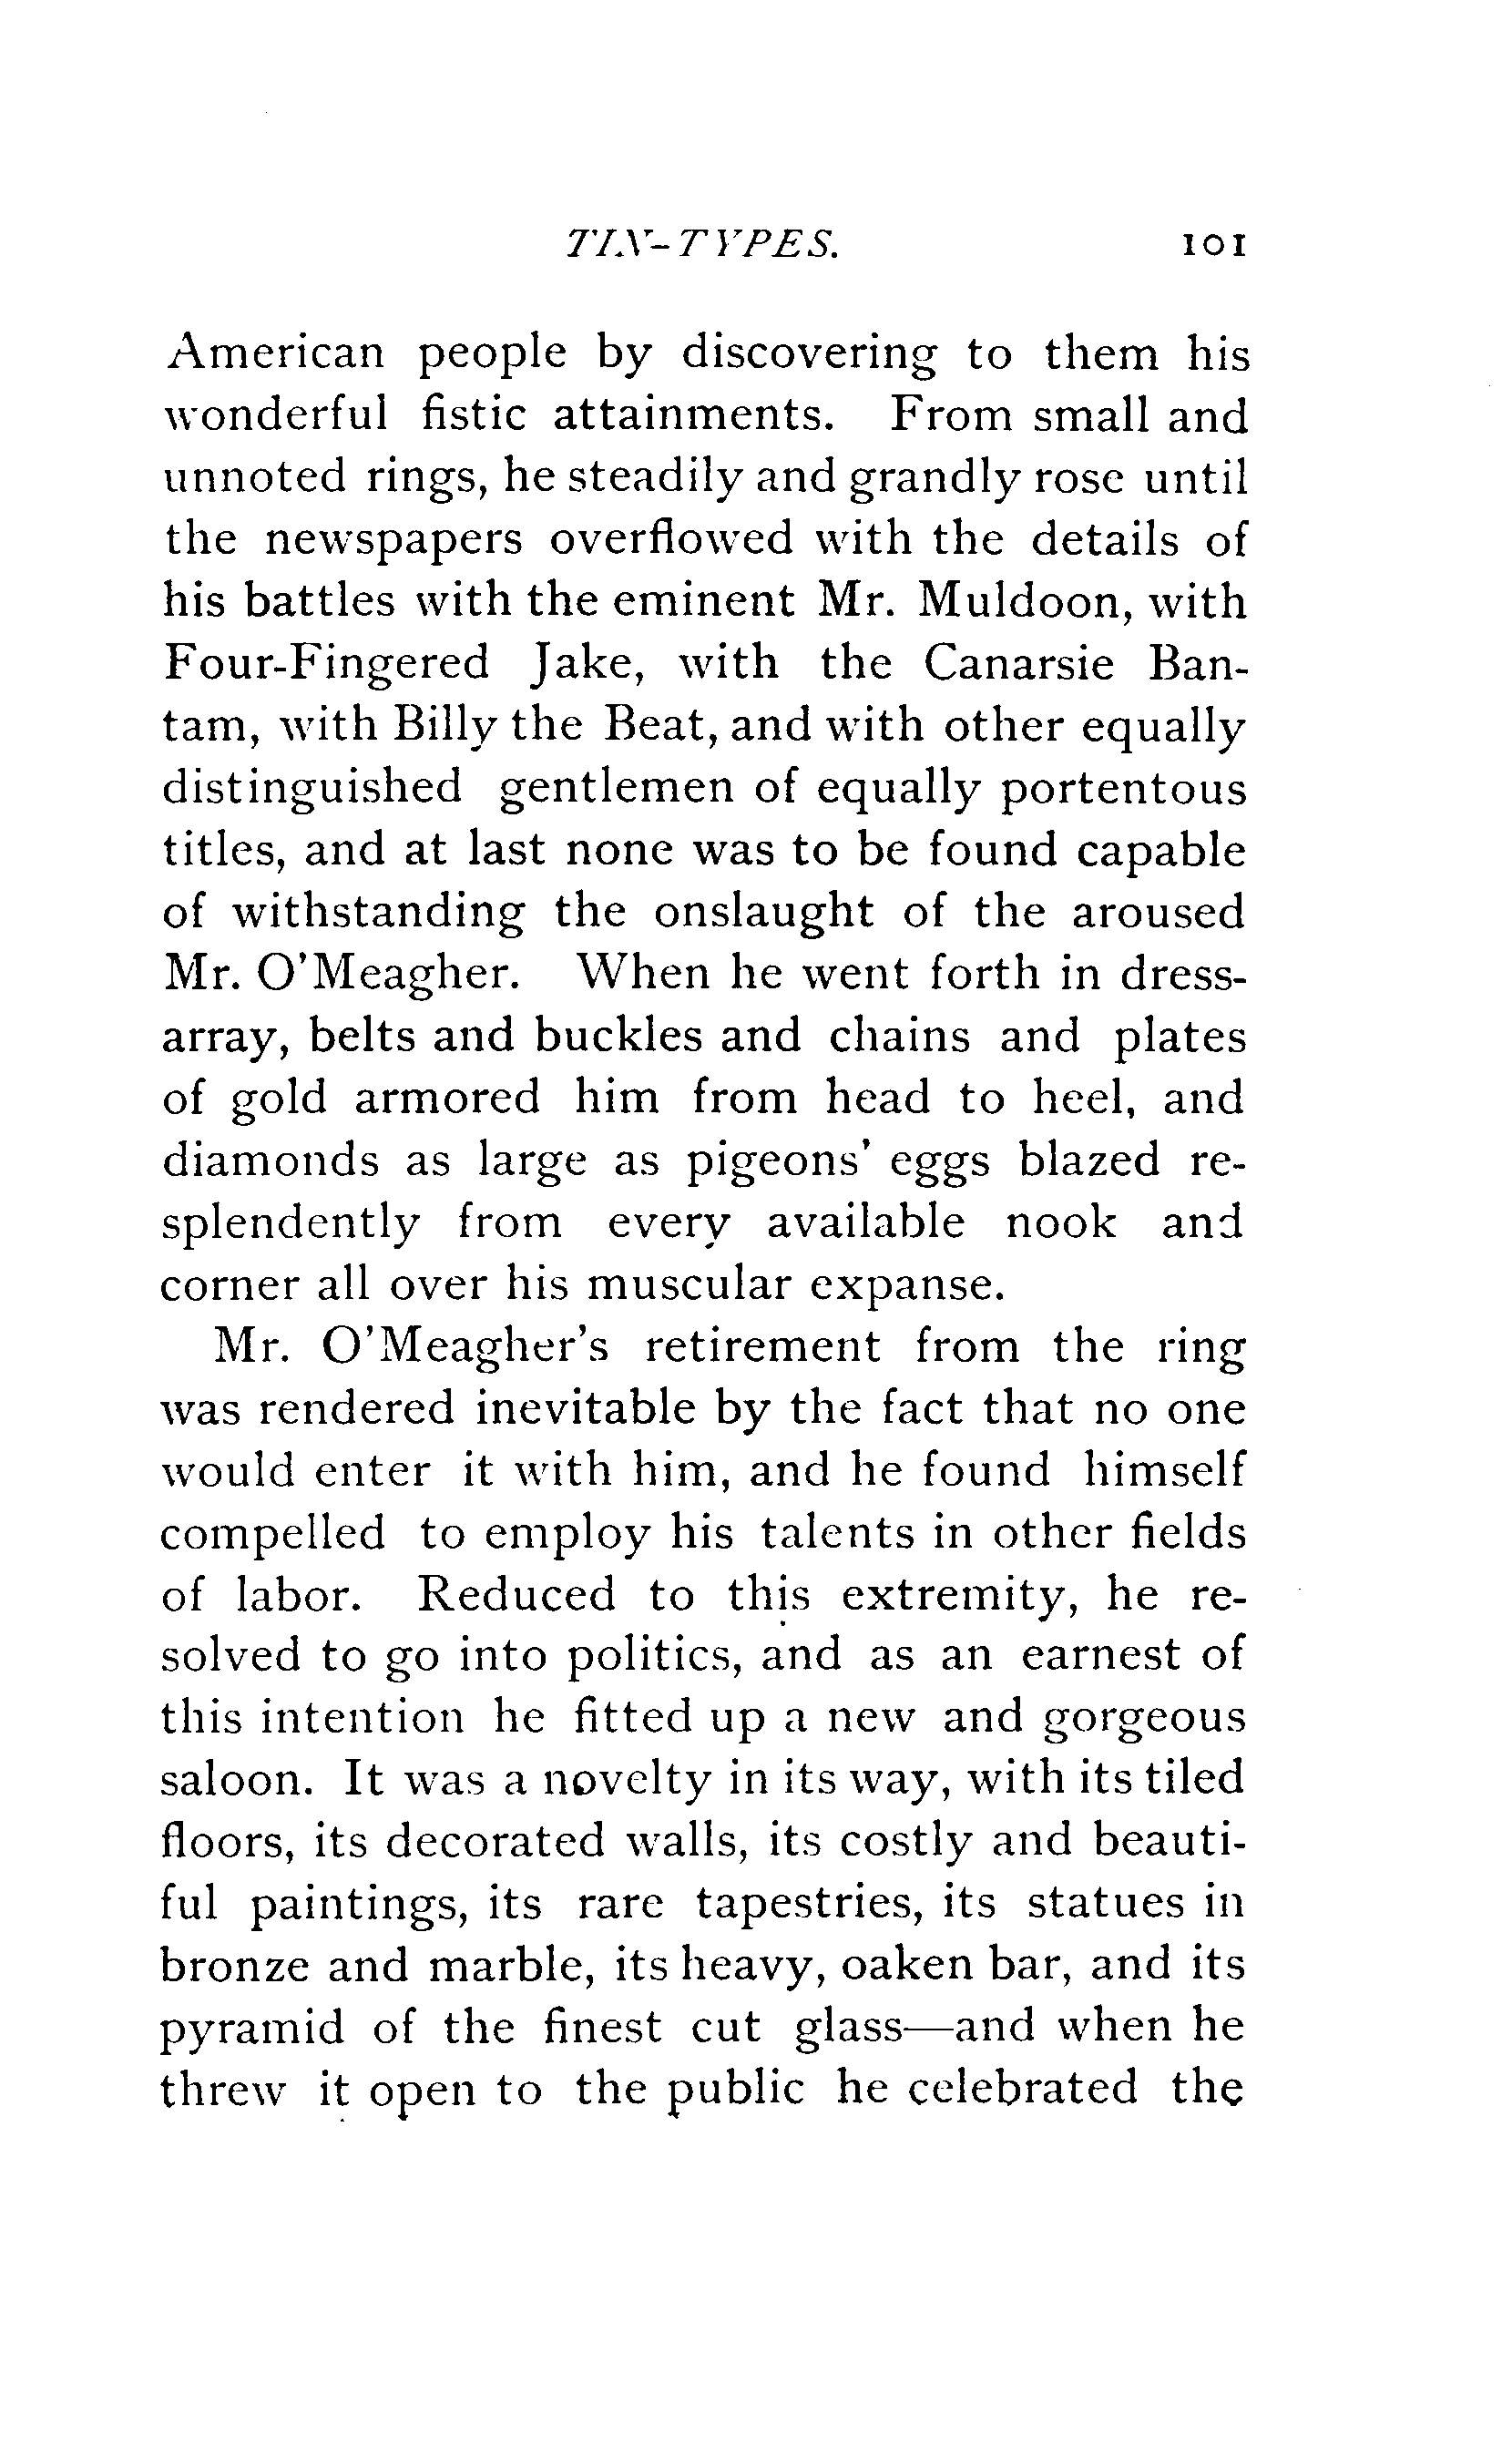 TIN-TYPES. 101
American people by discovering to them his
wonderful fistic attainments. From small and
unnoted rings, he steadily and grandly rose until
the newspapers overflowed with the details of
his battles with the eminent Mr. Muldoon, with
Four-Fingered Jake, with the Canarsie Ban-
tam, with Billy the Beat, and with other equally
distinguished gentlemen of equally portentous
titles, and at last none was to be found capable
of withstanding the onslaught of the aroused
Mr. O'Meagher. When he went forth in dress-
array, belts and buckles and chains and plates
of gold armored him from head to heel, and
diamonds as large as pigeons' eggs blazed re-
splendently from every available nook and
corner all over his muscular expanse.
Mr. O'Meagher's retirement from the ring
was rendered inevitable by the fact that no one
would enter it with him, and he found himself
compelled to employ his talents in other fields
of labor. Reduced to this extremity, he re-
solved to go into politics, and as an earnest of
this intention he fitted up a new and gorgeous
saloon. It was a novelty in its way, with its tiled
floors, its decorated walls, its costly and beauti-
ful paintings, its rare tapestries, its statues in
bronze and marble, its heavy, oaken bar, and its
pyramid of the finest cut glass—and when he
threw it open to the public he celebrated the